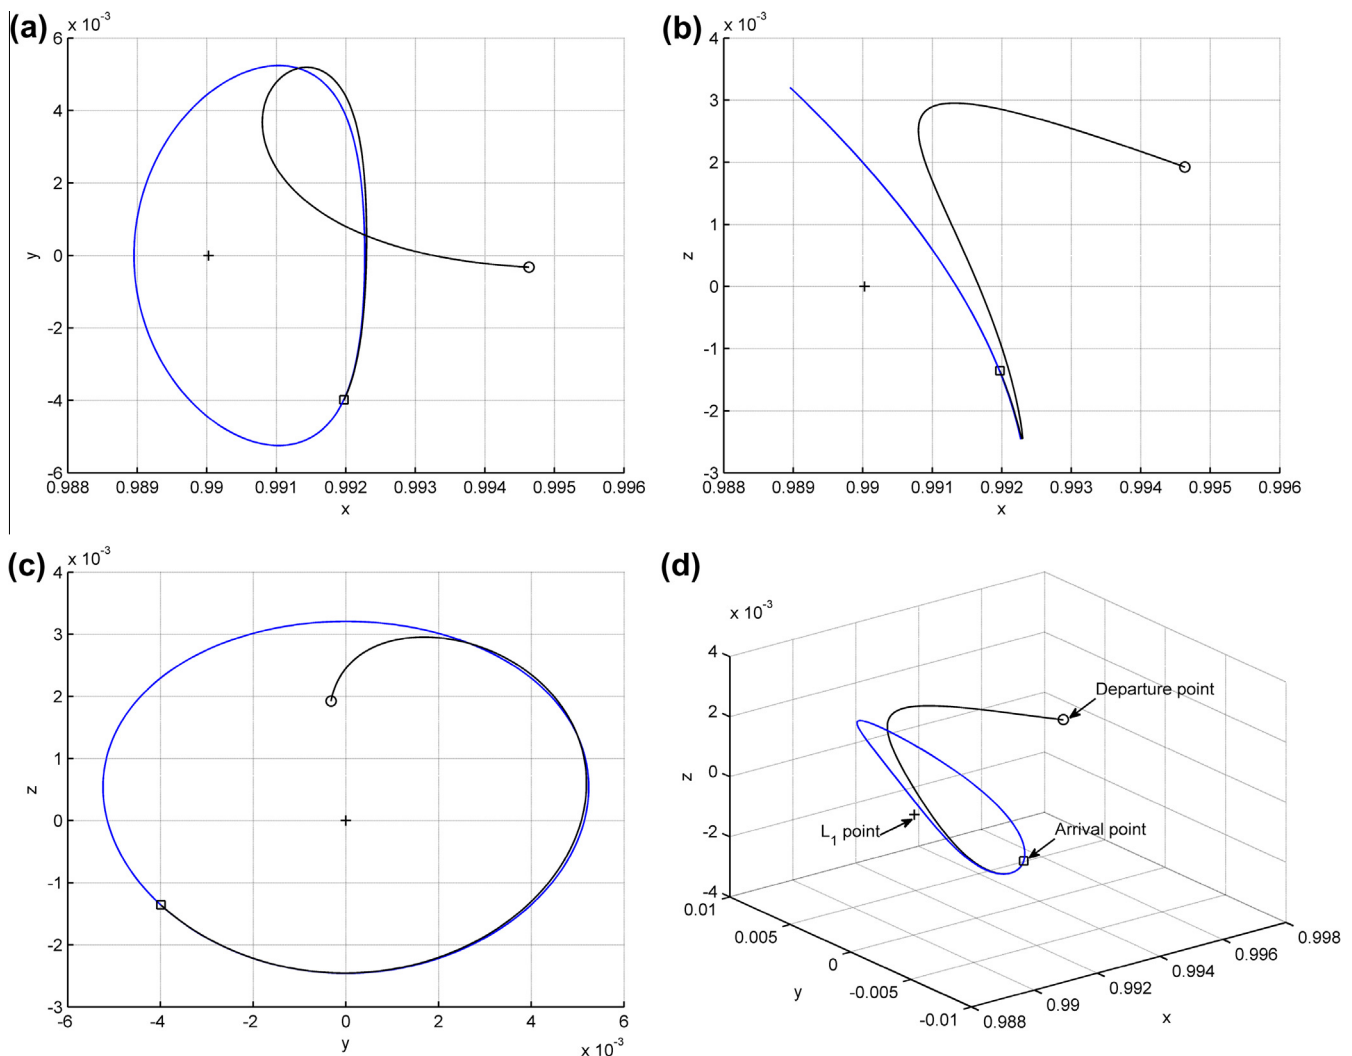 (a)
x 10-3
6
4
2
0
-2
-4
-6
y
0.988 0.989 0.99 0.991 0.992 0.993 0.994 0.995 0.996
x
(b)
x 10-3
4
3
2
1
0
-1
-2
-3
z
0.988 0.989 0.99 0.991 0.992 0.993 0.994 0.995 0.996
x
(c)
x 10-3
4
3
2
1
0
-1
-2
-3
z
-6 -4 -2 0 2 4 6
y
x 10-3
(d)
x 10-3
4
2
0
-2
-4
z
Departure point
L1 point
Arrival point
0.01
0.005
0
-0.005
-0.01
y
0.988
0.99
0.992
0.994
0.996
0.998
x